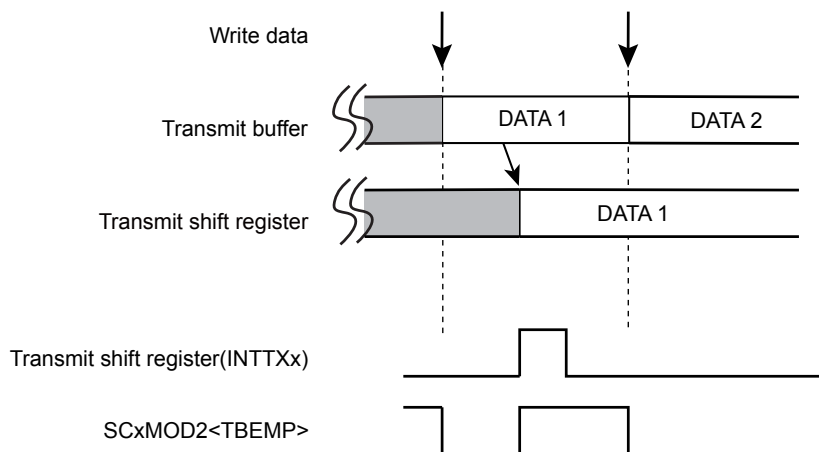 Write data
Transmit buffer
DATA 1
DATA 2
Transmit shift register
DATA 1
Transmit shift register(INTTXx)
SCxMOD2<TBEMP>